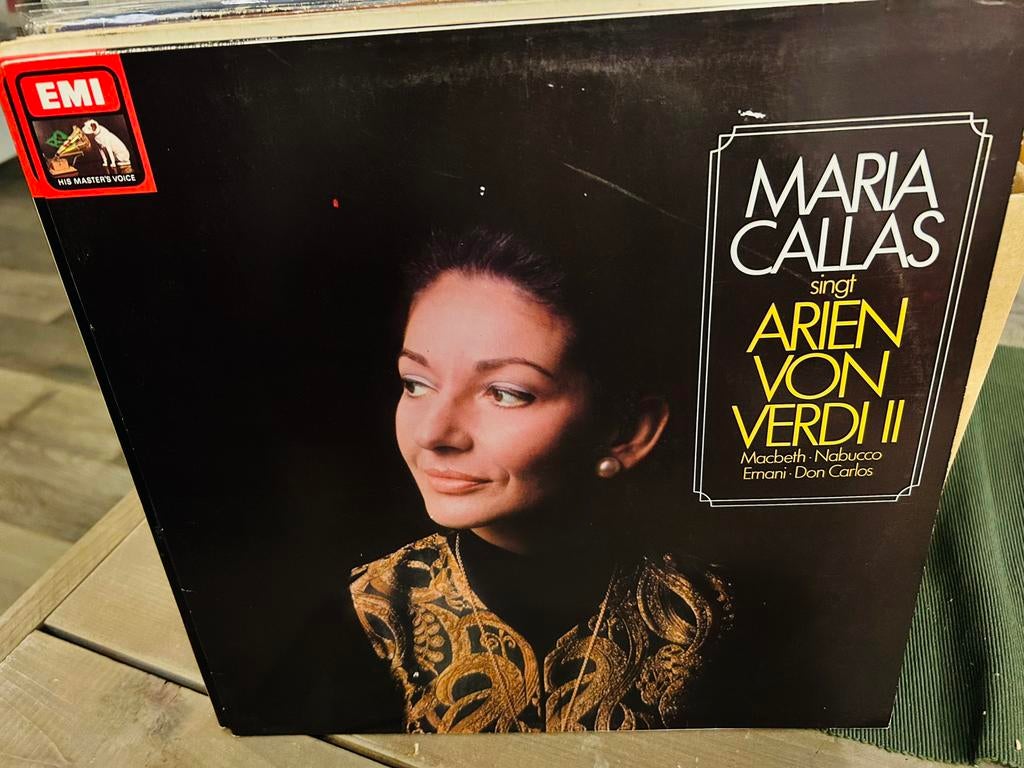 EMI
HIS MASTER'S VOICE
MARIA
CALLAS
singt
ARIEN
VON
VERDI II
Macbeth · Nabucco
Ernani · Don Carlos